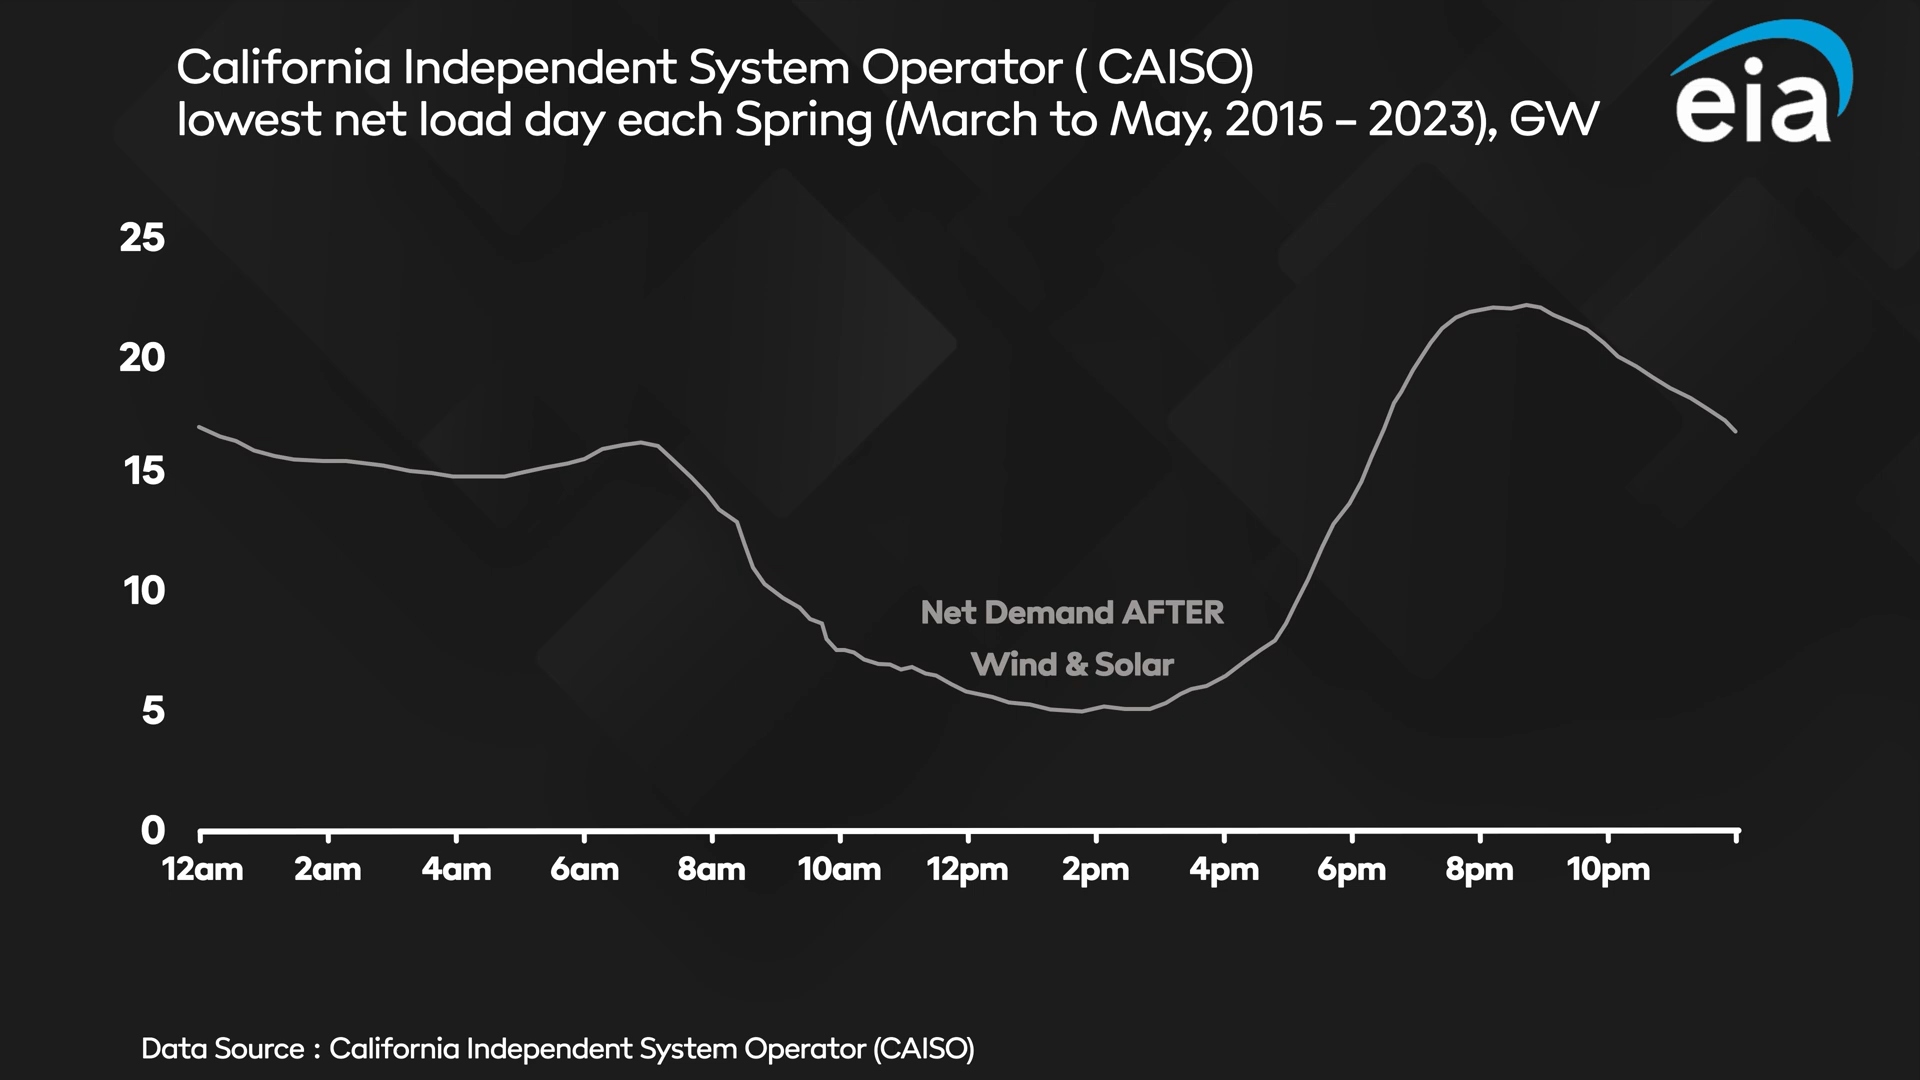 California Independent System Operator ( CAISO)
lowest net load day each Spring (March to May, 2015 – 2023), GW
eia
25
20
15
10
5
0
Net Demand AFTER
Wind & Solar
12am 2am 4am 6am 8am 10am 12pm 2pm 4pm 6pm 8pm 10pm
Data Source : California Independent System Operator (CAISO)